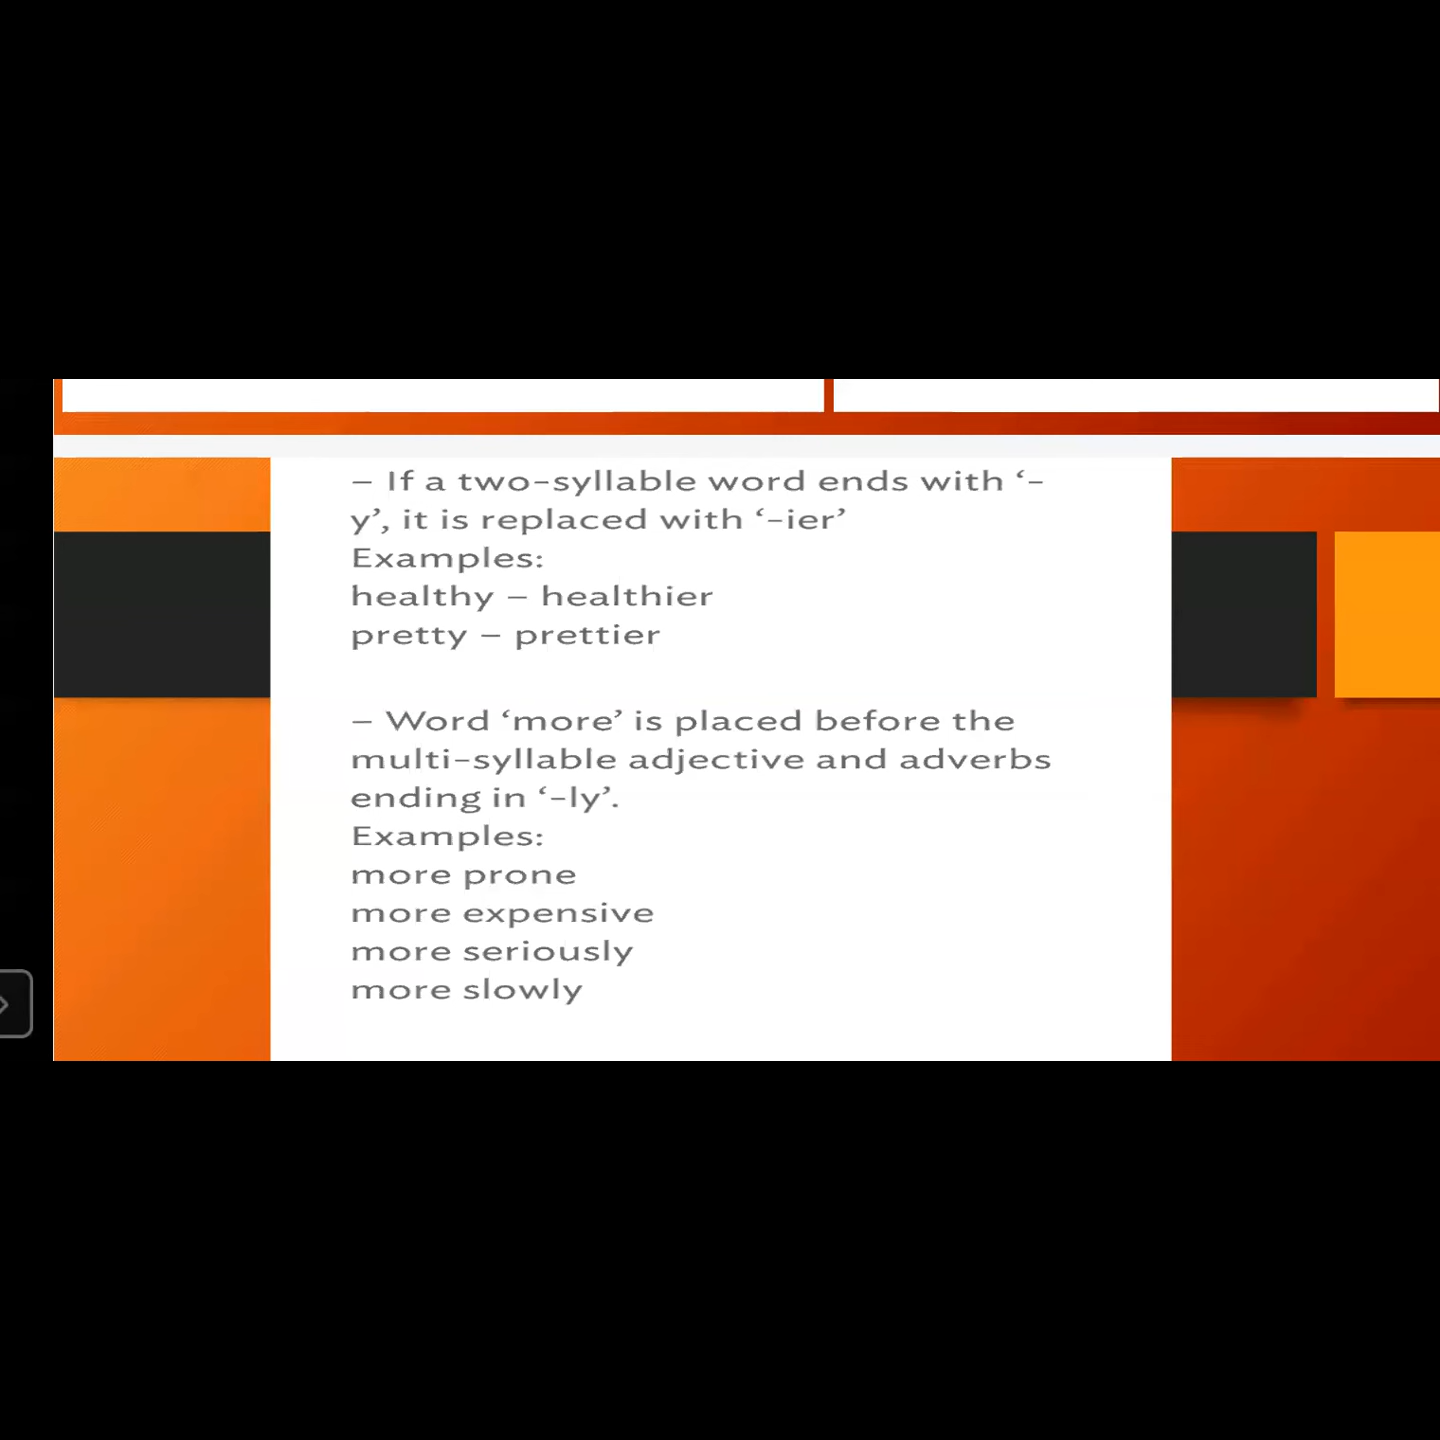 – If a two-syllable word ends with ‘-
y’, it is replaced with ‘-ier’
Examples:
healthy – healthier
pretty – prettier
– Word ‘more’ is placed before the
multi-syllable adjective and adverbs
ending in ‘-ly’.
Examples:
more prone
more expensive
more seriously
more slowly